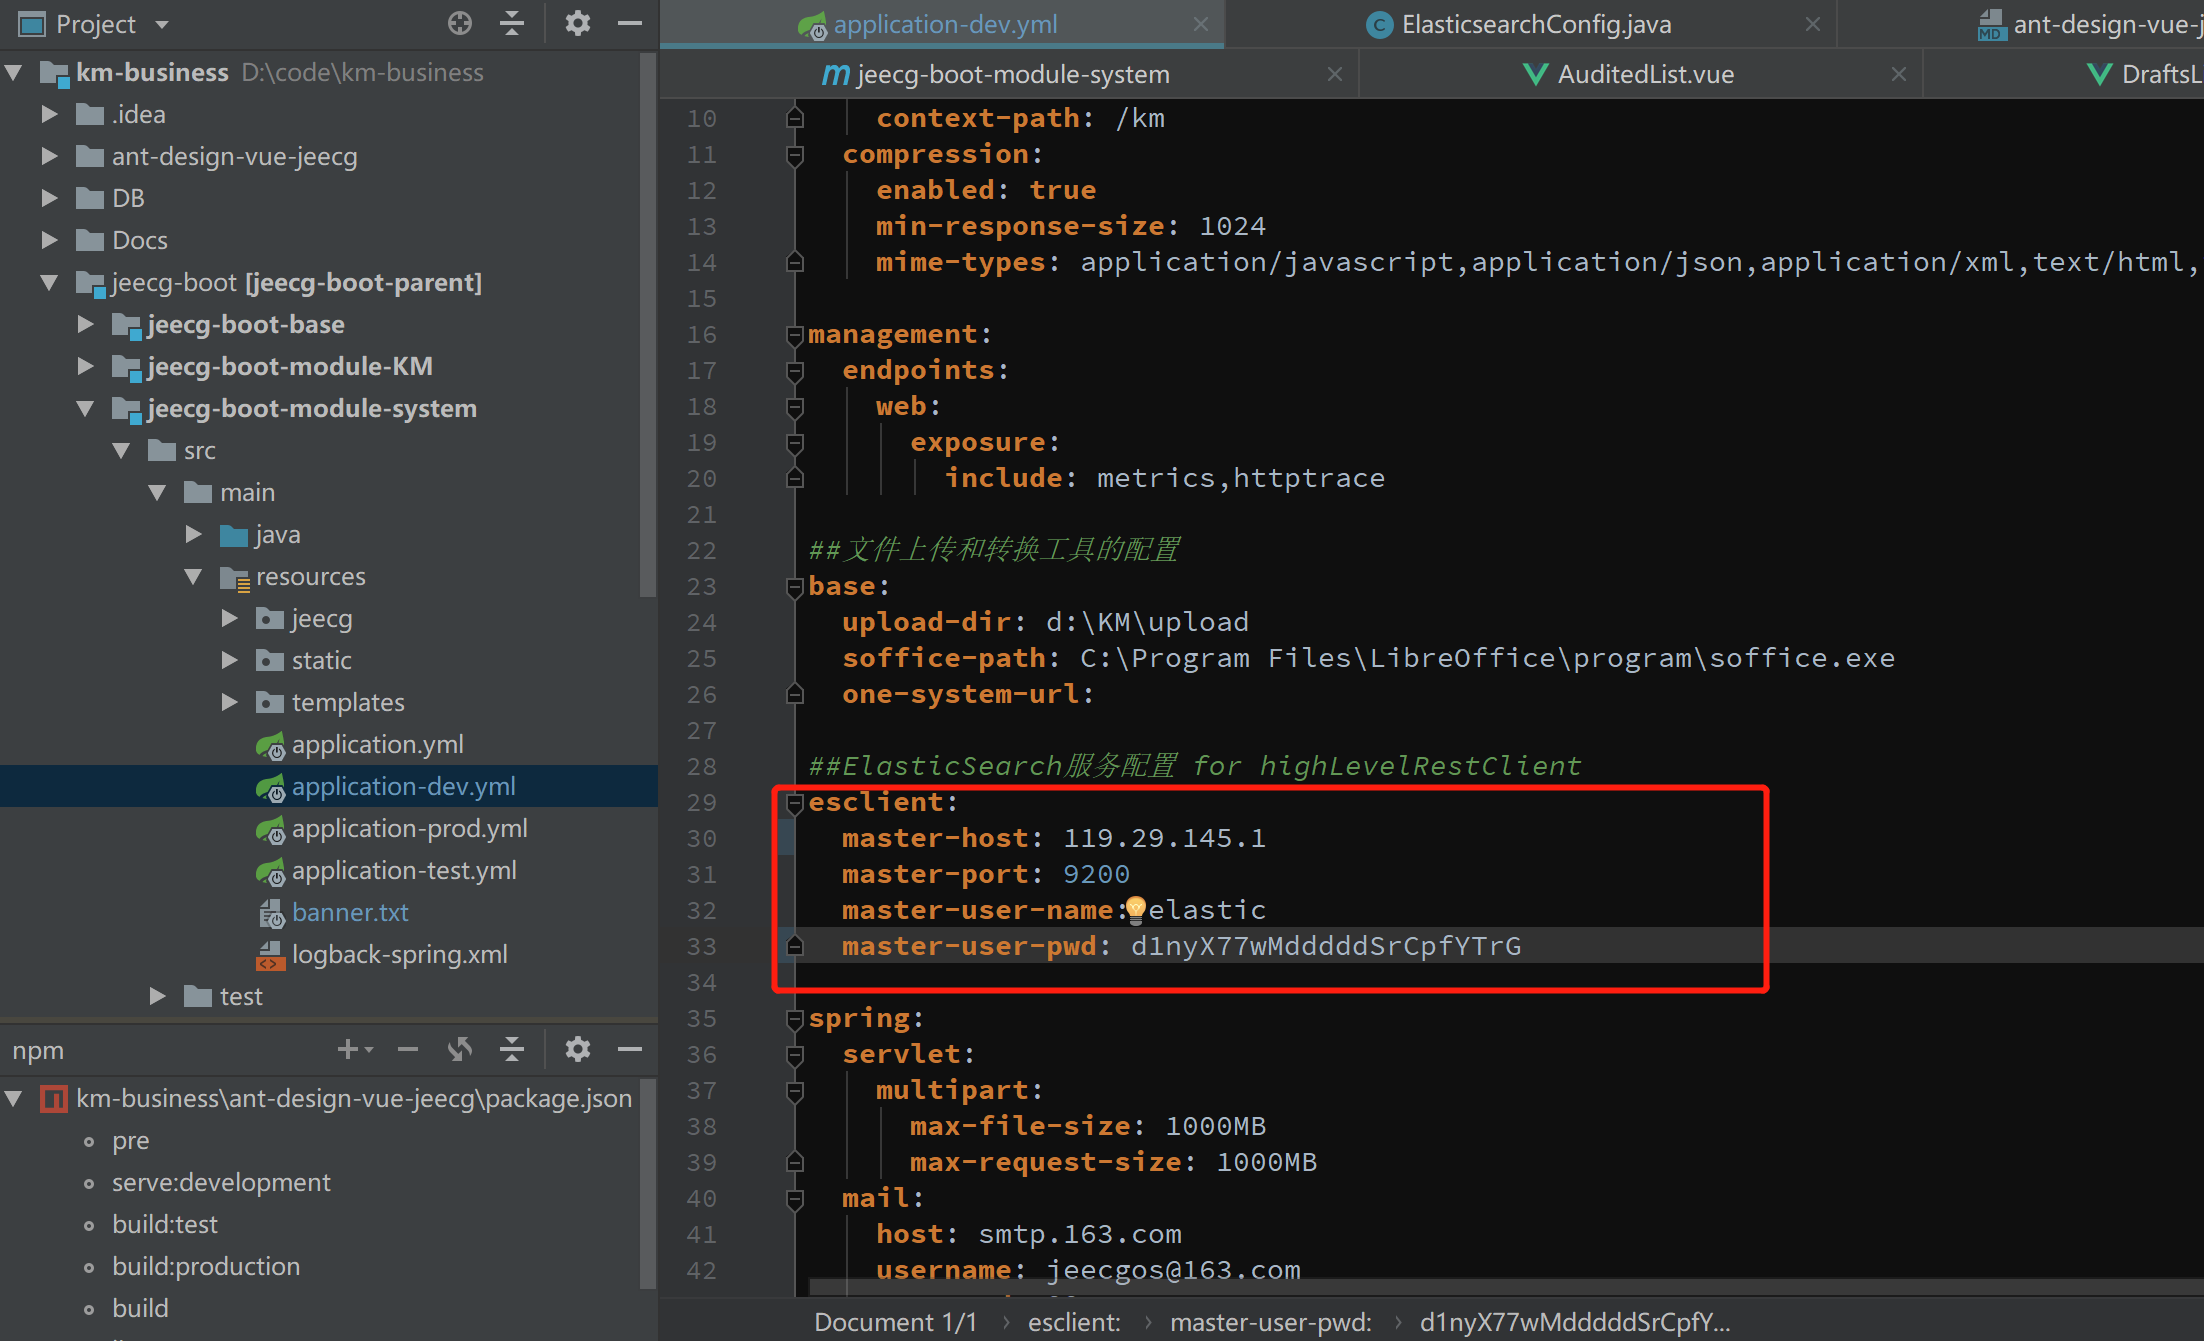 Project
km-business D:\code\km-business
.idea
ant-design-vue-jeecg
DB
Docs
jeecg-boot [jeecg-boot-parent]
jeecg-boot-base
jeecg-boot-module-KM
jeecg-boot-module-system
src
main
java
resources
jeecg
static
templates
application.yml
application-dev.yml
application-prod.yml
application-test.yml
banner.txt
logback-spring.xml
test
npm
km-business\ant-design-vue-jeecg\package.json
pre
serve:development
build:test
build:production
build
application-dev.yml
C ElasticsearchConfig.java
MD ant-design-vue-j
m jeecg-boot-module-system
AuditedList.vue
DraftsL
10 context-path: /km
11 compression:
12 enabled: true
13 min-response-size: 1024
14 mime-types: application/javascript,application/json,application/xml,text/html,
15
16 management:
17 endpoints:
18 web:
19 exposure:
20 include: metrics,httptrace
21
22 ##文件上传和转换工具的配置
23 base:
24 upload-dir: d:\KM\upload
25 soffice-path: C:\Program Files\LibreOffice\program\soffice.exe
26 one-system-url:
27
28 ##ElasticSearch服务配置 for highLevelRestClient
29 esclient:
30 master-host: 119.29.145.1
31 master-port: 9200
32 master-user-name: elastic
33 master-user-pwd: d1nyX77wMdddddSrCpfYTrG
34
35 spring:
36 servlet:
37 multipart:
38 max-file-size: 1000MB
39 max-request-size: 1000MB
40 mail:
41 host: smtp.163.com
42 username: jeecgos@163.com
Document 1/1 › esclient: › master-user-pwd: › d1nyX77wMdddddSrCpfY...